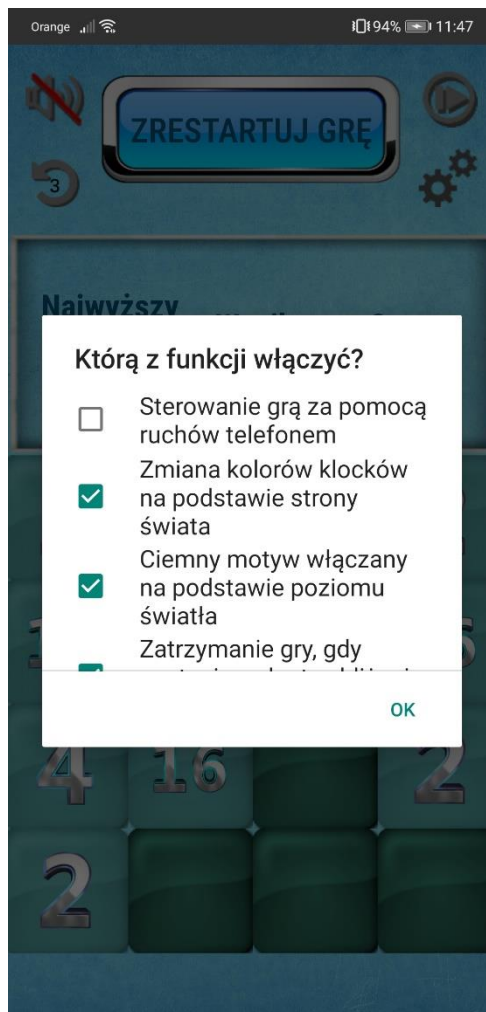 Orange 94% 11:47
ZRESTARTUJ GRĘ
3
Najwyższy
Którą z funkcji włączyć?
Sterowanie grą za pomocą
ruchów telefonem
Zmiana kolorów klocków
na podstawie strony
świata
Ciemny motyw włączany
na podstawie poziomu
światła
Zatrzymanie gry, gdy
OK
4 16 2
2